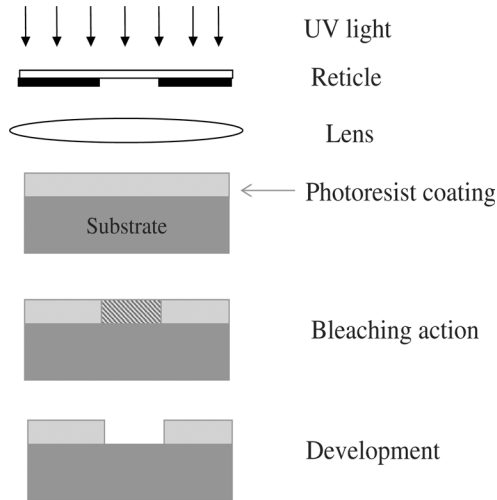 UV light
Reticle
Lens
Photoresist coating
Substrate
Bleaching action
Development